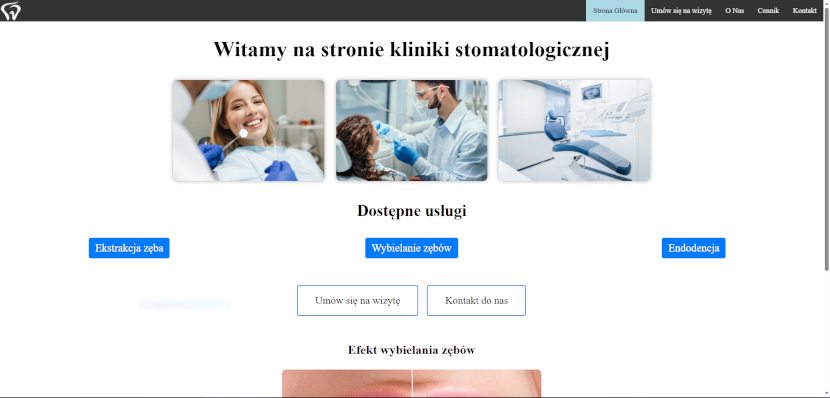 Strona Główna
Umów się na wizytę
O Nas
Cennik
Kontakt
Witamy na stronie kliniki stomatologicznej
Dostępne usługi
Ekstrakcja zęba
Wybielanie zębów
Endodencja
Umów się na wizytę
Kontakt do nas
Efekt wybielania zębów